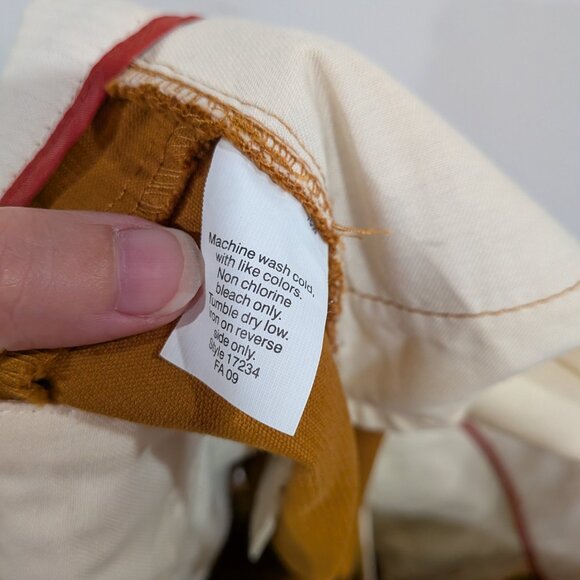 Machine wash cold,
with like colors.
Non chlorine
bleach only.
Tumble dry low.
Iron on reverse
side only.
Style 17234
FA 09